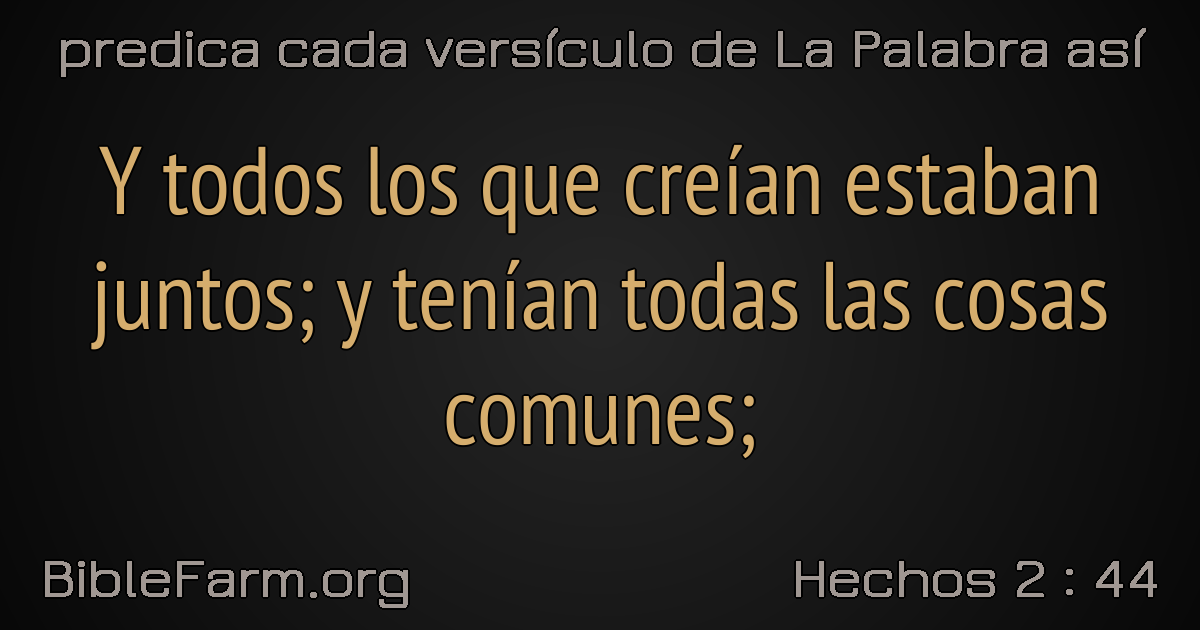 predica cada versículo de La Palabra así
Y todos los que creían estaban
juntos; y tenían todas las cosas
comunes;
BibleFarm.org
Hechos 2 : 44